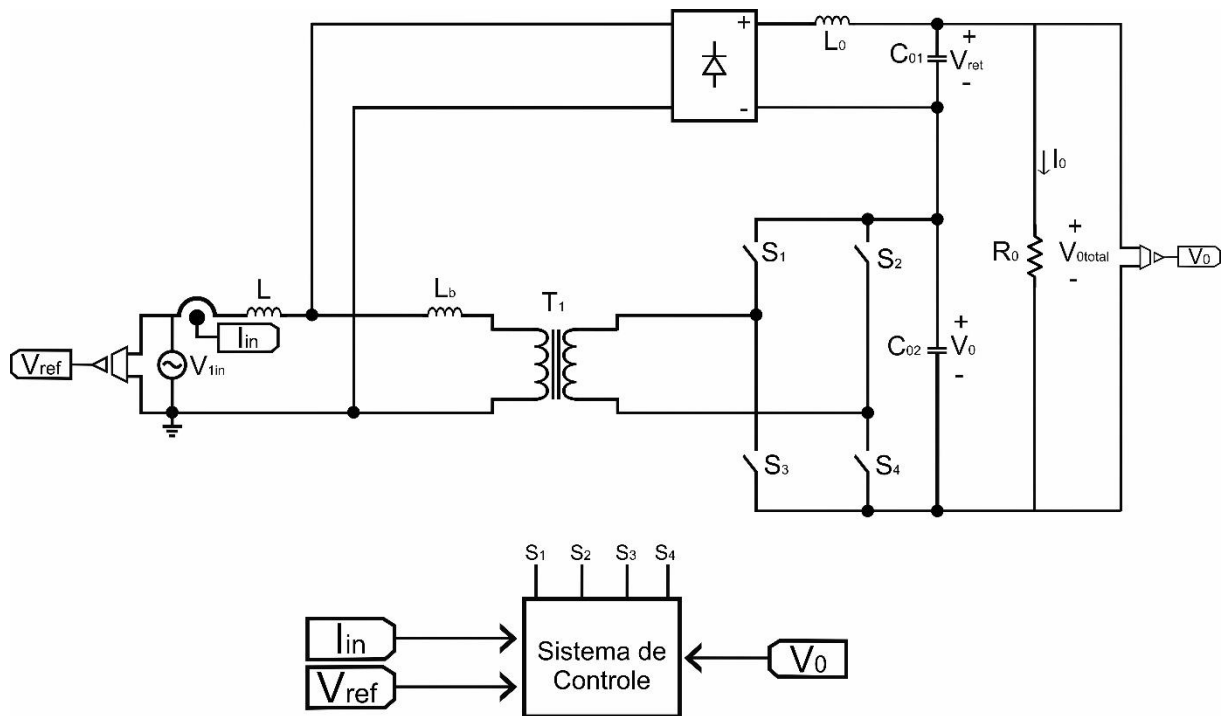 +
-
L0
C01
+
Vret
-
I0
S1
S2
R0
+
V0total
-
V0
L
Lb
T1
Iin
Vref
V1in
C02
+
V0
-
S3
S4
S1 S2 S3 S4
Iin
Vref
Sistema de
Controle
V0